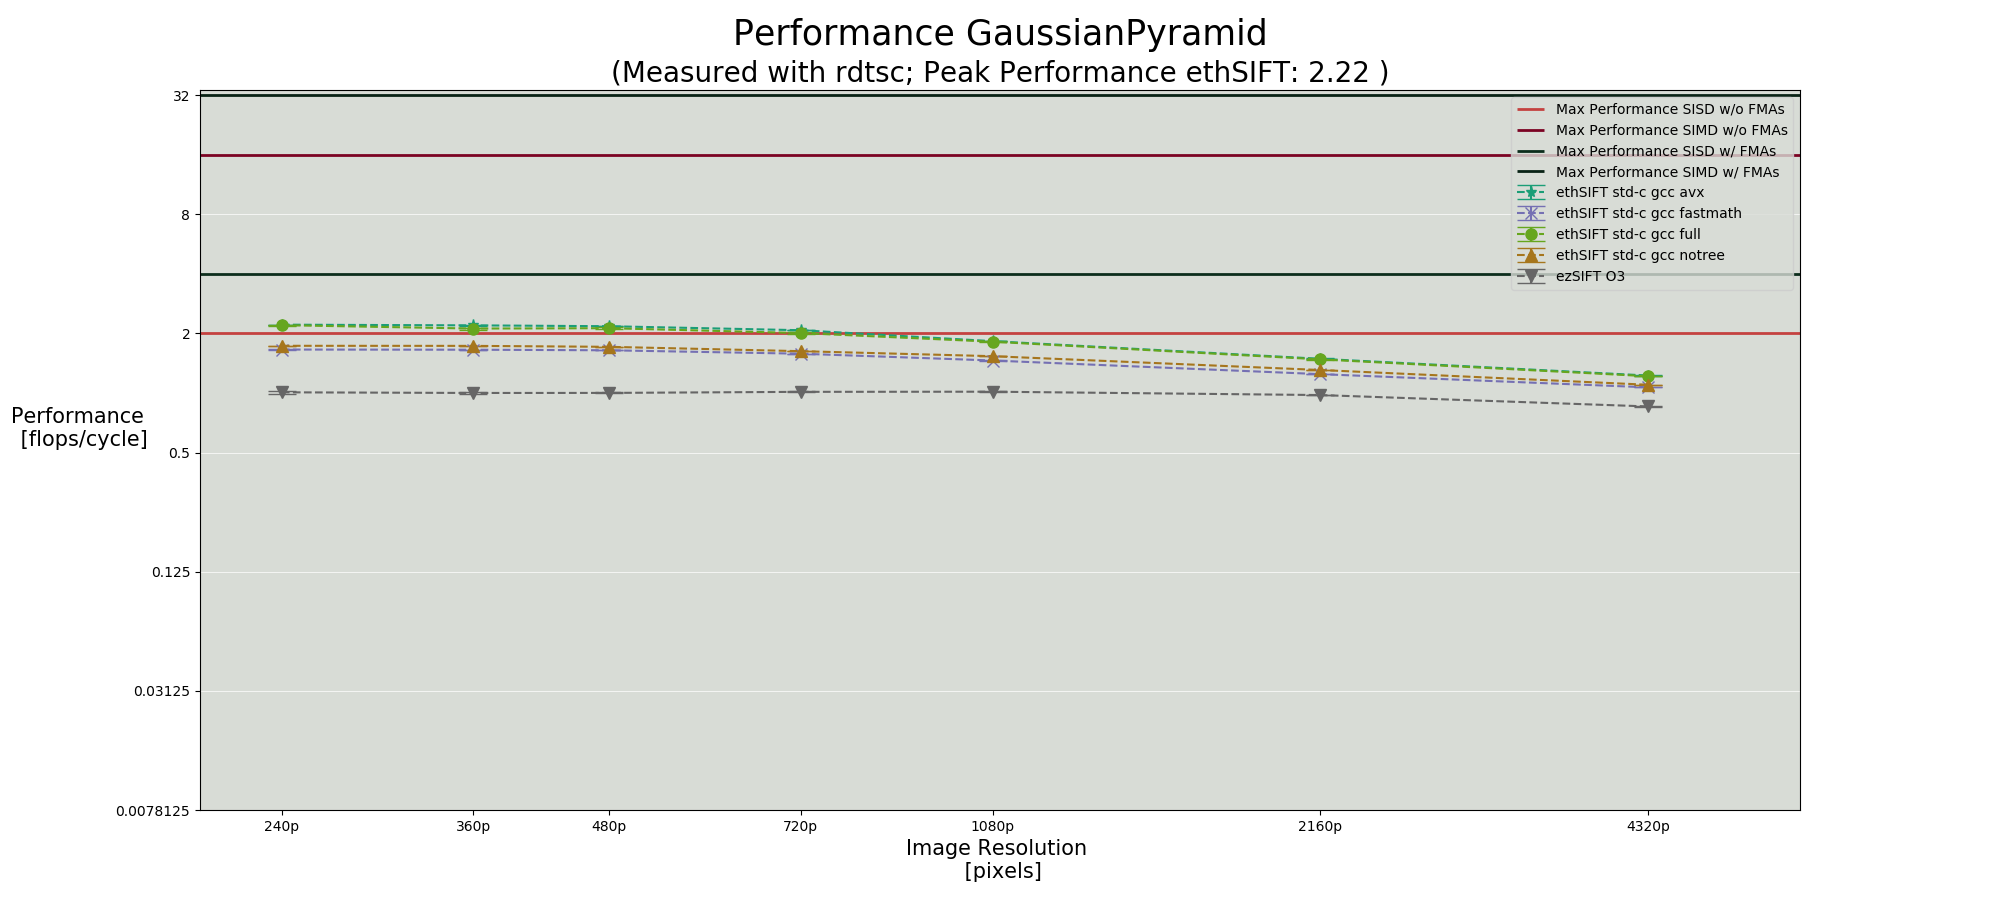 Performance GaussianPyramid
(Measured with rdtsc; Peak Performance ethSIFT: 2.22 )
32
8
2
0.5
0.125
0.03125
0.0078125
Performance
[flops/cycle]
Max Performance SISD w/o FMAs
Max Performance SIMD w/o FMAs
Max Performance SISD w/ FMAs
Max Performance SIMD w/ FMAs
ethSIFT std-c gcc avx
ethSIFT std-c gcc fastmath
ethSIFT std-c gcc full
ethSIFT std-c gcc notree
ezSIFT O3
240p 360p 480p 720p 1080p 2160p 4320p
Image Resolution
[pixels]